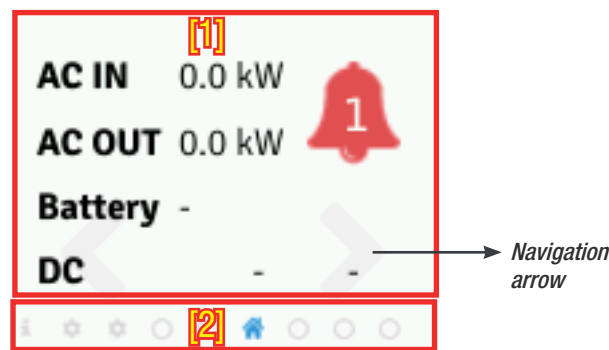 [1]
AC IN 0.0 kW
1
AC OUT 0.0 kW
Battery -
DC - -
Navigation
arrow
i [2]